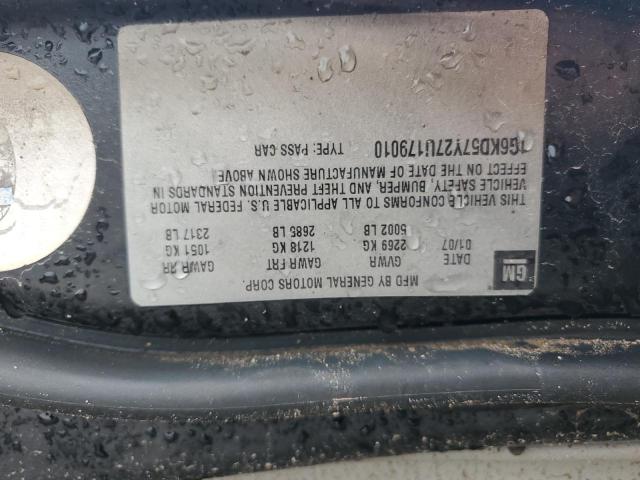 GM
MFD BY GENERAL MOTORS CORP.
DATE GVWR GAWR FRT GAWR RR
01/07 2269 KG 1218 KG 1051 KG
5002 LB 2685 LB 2317 LB
THIS VEHICLE CONFORMS TO ALL APPLICABLE U.S. FEDERAL MOTOR
VEHICLE SAFETY, BUMPER, AND THEFT PREVENTION STANDARDS IN
EFFECT ON THE DATE OF MANUFACTURE SHOWN ABOVE
1G6KD57Y27U179010 TYPE: PASS CAR